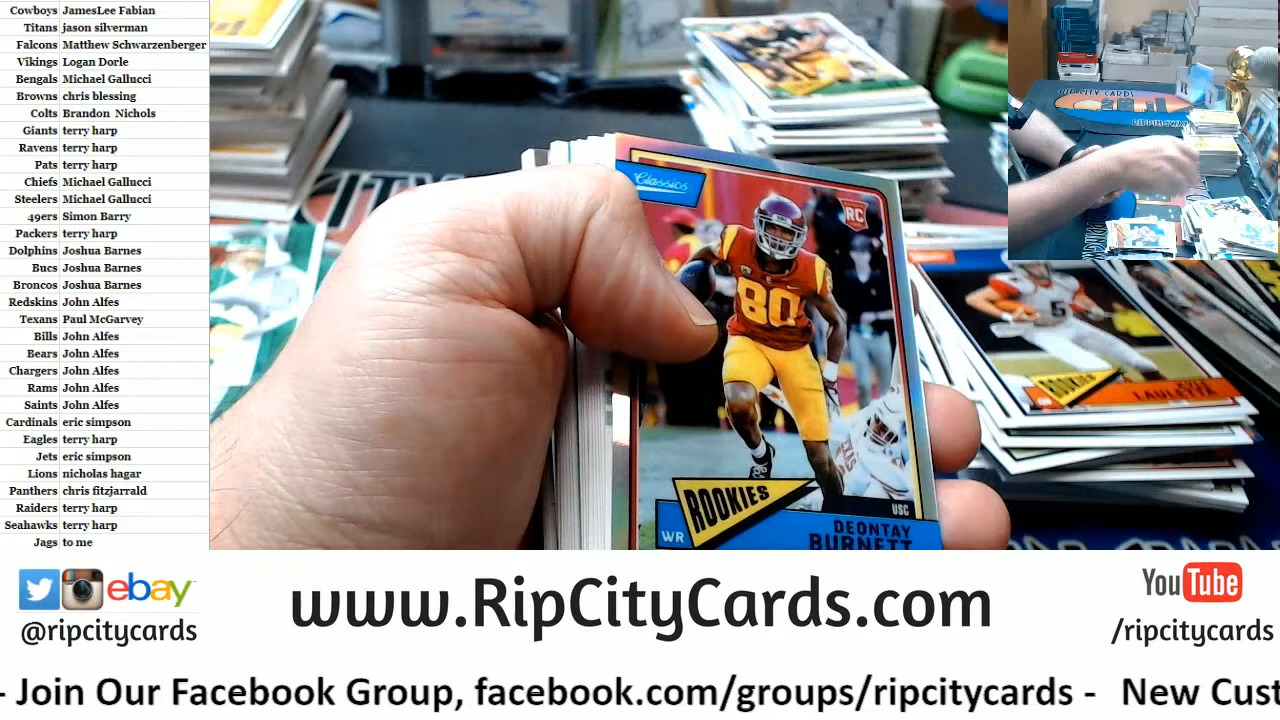 Cowboys JamesLee Fabian
Titans jason silverman
Falcons Matthew Schwarzenberger
Vikings Logan Dorle
Bengals Michael Gallucci
Browns chris blessing
Colts Brandon Nichols
Giants terry harp
Ravens terry harp
Pats terry harp
Chiefs Michael Gallucci
Steelers Michael Gallucci
49ers Simon Barry
Packers terry harp
Dolphins Joshua Barnes
Bucs Joshua Barnes
Broncos Joshua Barnes
Redskins John Alfes
Texans Paul McGarvey
Bills John Alfes
Bears John Alfes
Chargers John Alfes
Rams John Alfes
Saints John Alfes
Cardinals eric simpson
Eagles terry harp
Jets eric simpson
Lions nicholas hagar
Panthers chris fitzjarrald
Raiders terry harp
Seahawks terry harp
Jags to me
Classics
RC
80
USC
ROOKIES
WR
DEONTAY
BURNETT
5
ROOKIES
LAULETTA
RIP CITY CARDS
ebay
@ripcitycards
www.RipCityCards.com
YouTube
/ripcitycards
- Join Our Facebook Group, facebook.com/groups/ripcitycards - New Cust